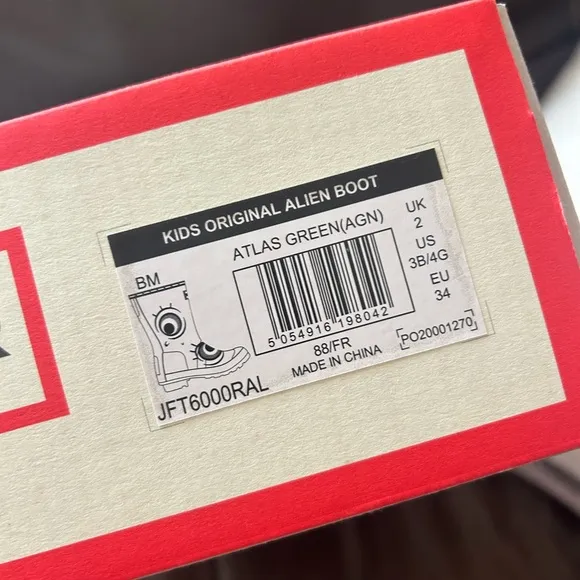 KIDS ORIGINAL ALIEN BOOT
ATLAS GREEN(AGN)
BM
5 054916 198042
88/FR
MADE IN CHINA
JFT6000RAL
UK
2
US
3B/4G
EU
34
PO20001270